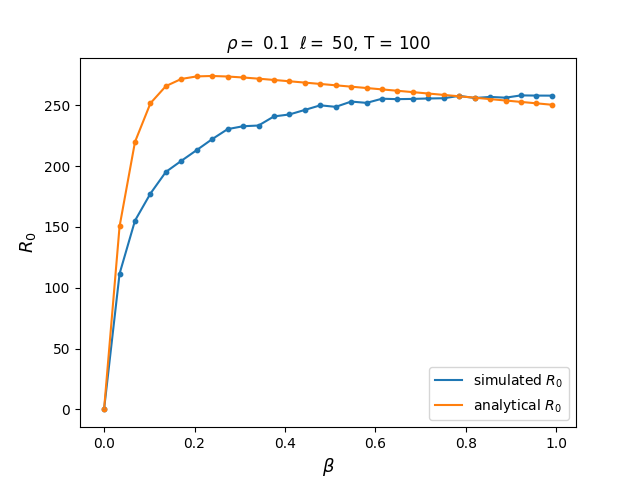 ρ = 0.1 ℓ = 50, T = 100
R₀
250
200
150
100
50
0
simulated R₀
analytical R₀
0.0 0.2 0.4 0.6 0.8 1.0
β